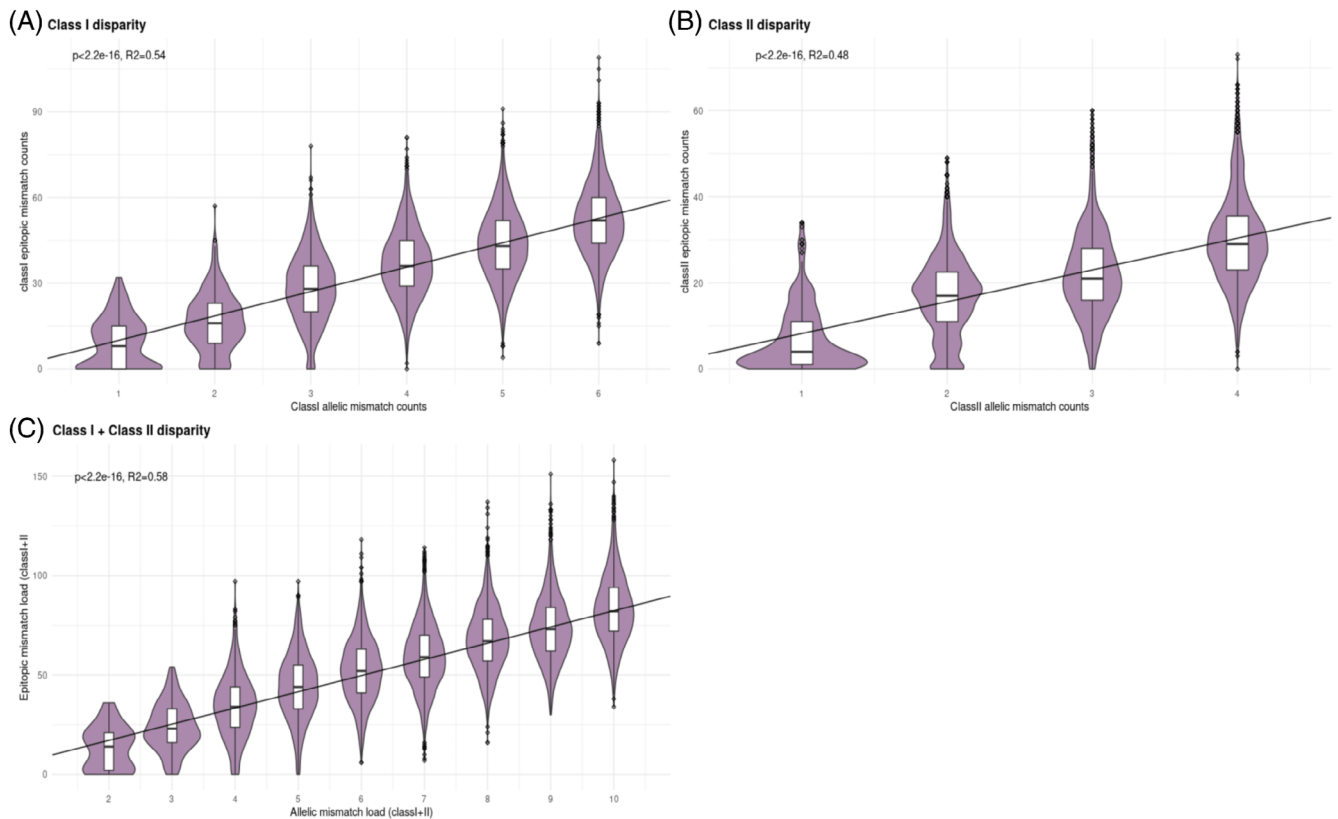 (A) Class I disparity
p<2.2e-16, R2=0.54
classI epitopic mismatch counts
90
60
30
0
1 2 3 4 5 6
ClassI allelic mismatch counts
(B) Class II disparity
p<2.2e-16, R2=0.48
classII epitopic mismatch counts
60
40
20
0
1 2 3 4
ClassII allelic mismatch counts
(C) Class I + Class II disparity
p<2.2e-16, R2=0.58
Epitopic mismatch load (classI+II
150
100
50
0
2 3 4 5 6 7 8 9 10
Allelic mismatch load (classI+II)